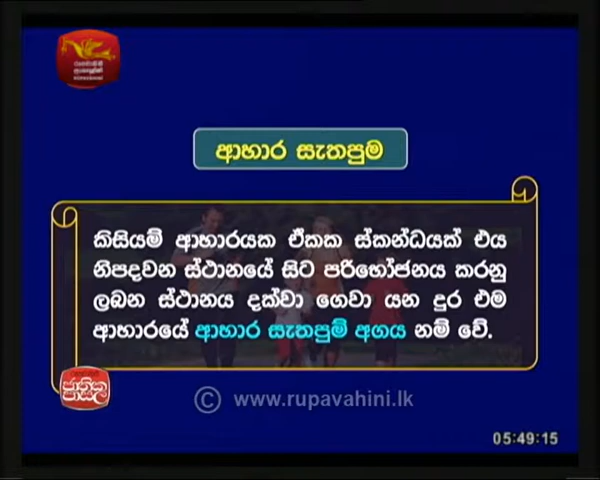 ආහාර සැතපුම
කිසියම් ආහාරයක ඒකක ස්කන්ධයක් එය
නිපදවන ස්ථානයේ සිට පරිභෝජනය කරනු
ලබන ස්ථානය දක්වා ගෙවා යන දුර එම
ආහාරයේ ආහාර සැතපුම් අගය නම් වේ.
ජාතික
පාසල
© www.rupavahini.lk
05:49:15